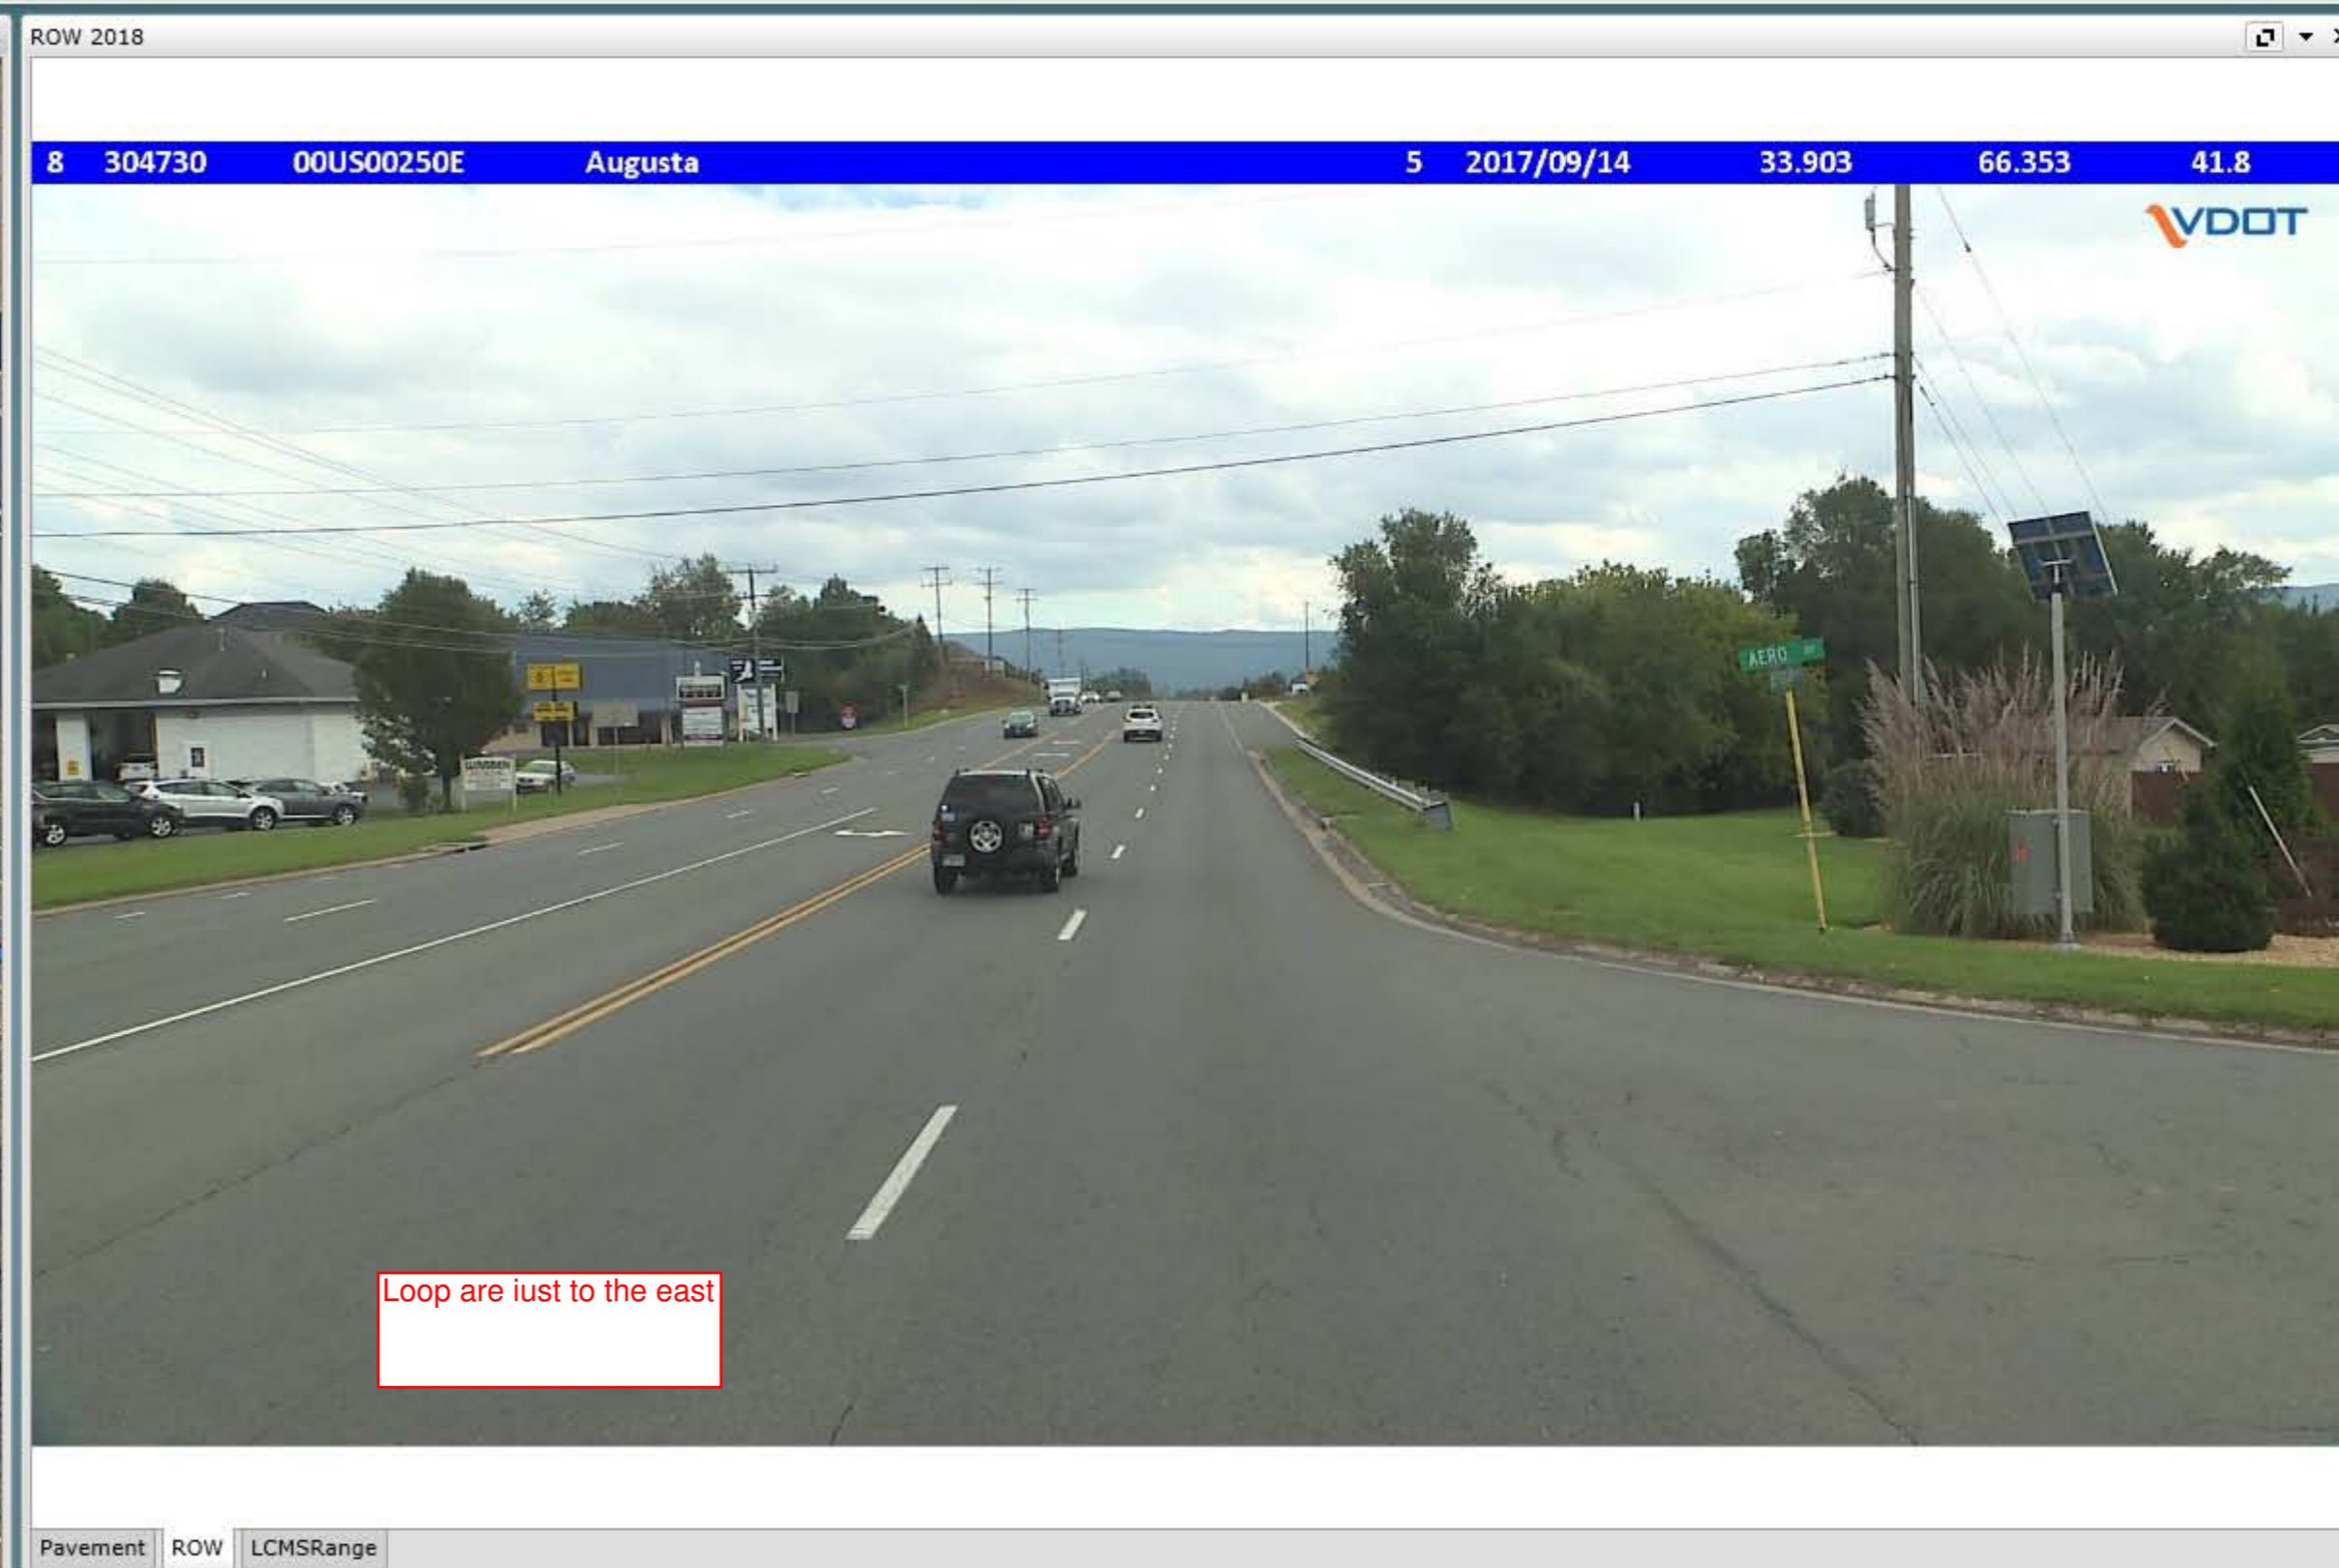 ROW 2018
8 304730 00US00250E Augusta 5 2017/09/14 33.903 66.353 41.8
VDOT
AERO
Loop are iust to the east
Pavement ROW LCMSRange